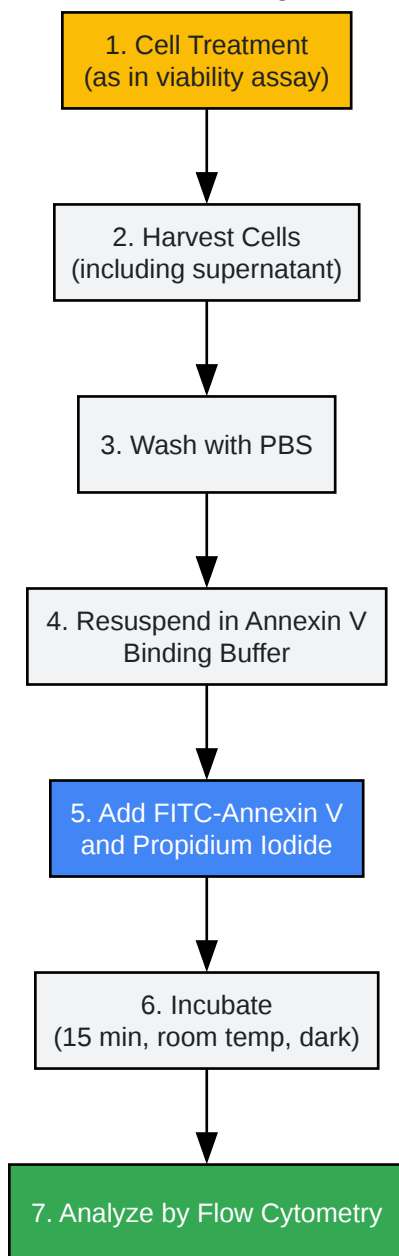 1. Cell Treatment
(as in viability assay)
2. Harvest Cells
(including supernatant)
3. Wash with PBS
4. Resuspend in Annexin V
Binding Buffer
5. Add FITC-Annexin V
and Propidium Iodide
6. Incubate
(15 min, room temp, dark)
7. Analyze by Flow Cytometry